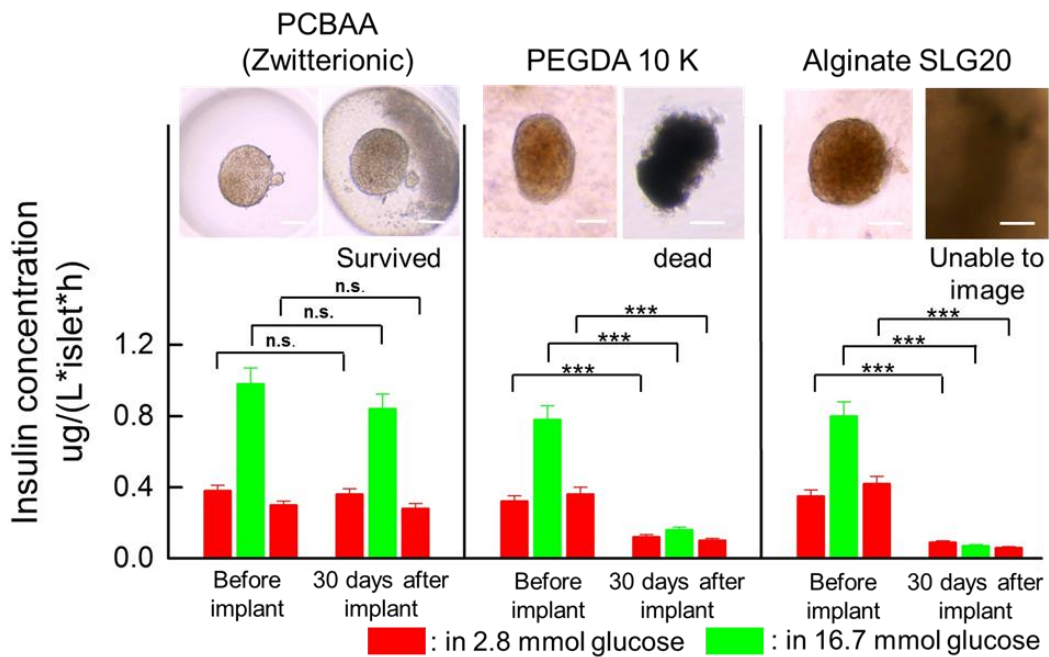 PCBAA
(Zwitterionic)
PEGDA 10 K
Alginate SLG20
Survived
dead
Unable to
image
Insulin concentration
ug/(L*islet*h)
1.2
0.8
0.4
0.0
n.s.
n.s.
n.s.
***
***
***
***
***
***
Before
implant
30 days after
implant
Before
implant
30 days after
implant
Before
implant
30 days after
implant
: in 2.8 mmol glucose
: in 16.7 mmol glucose